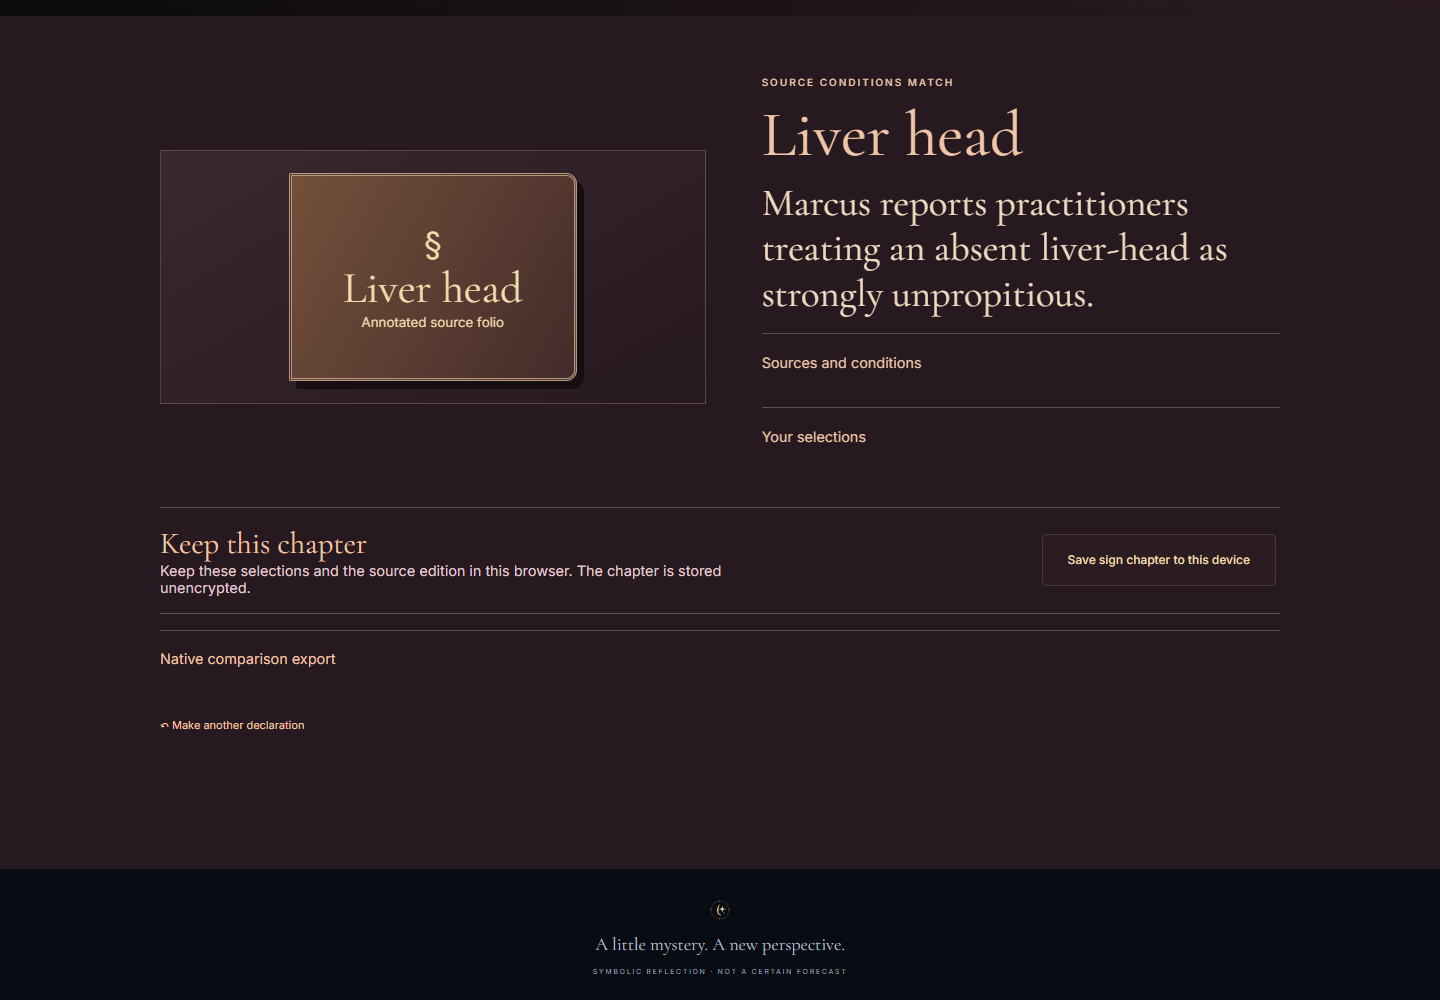 SOURCE CONDITIONS MATCH
Liver head
Marcus reports practitioners
treating an absent liver-head as
strongly unpropitious.
§
Liver head
Annotated source folio
Sources and conditions
Your selections
Keep this chapter
Keep these selections and the source edition in this browser. The chapter is stored
unencrypted.
Save sign chapter to this device
Native comparison export
↶ Make another declaration
A little mystery. A new perspective.
SYMBOLIC REFLECTION · NOT A CERTAIN FORECAST